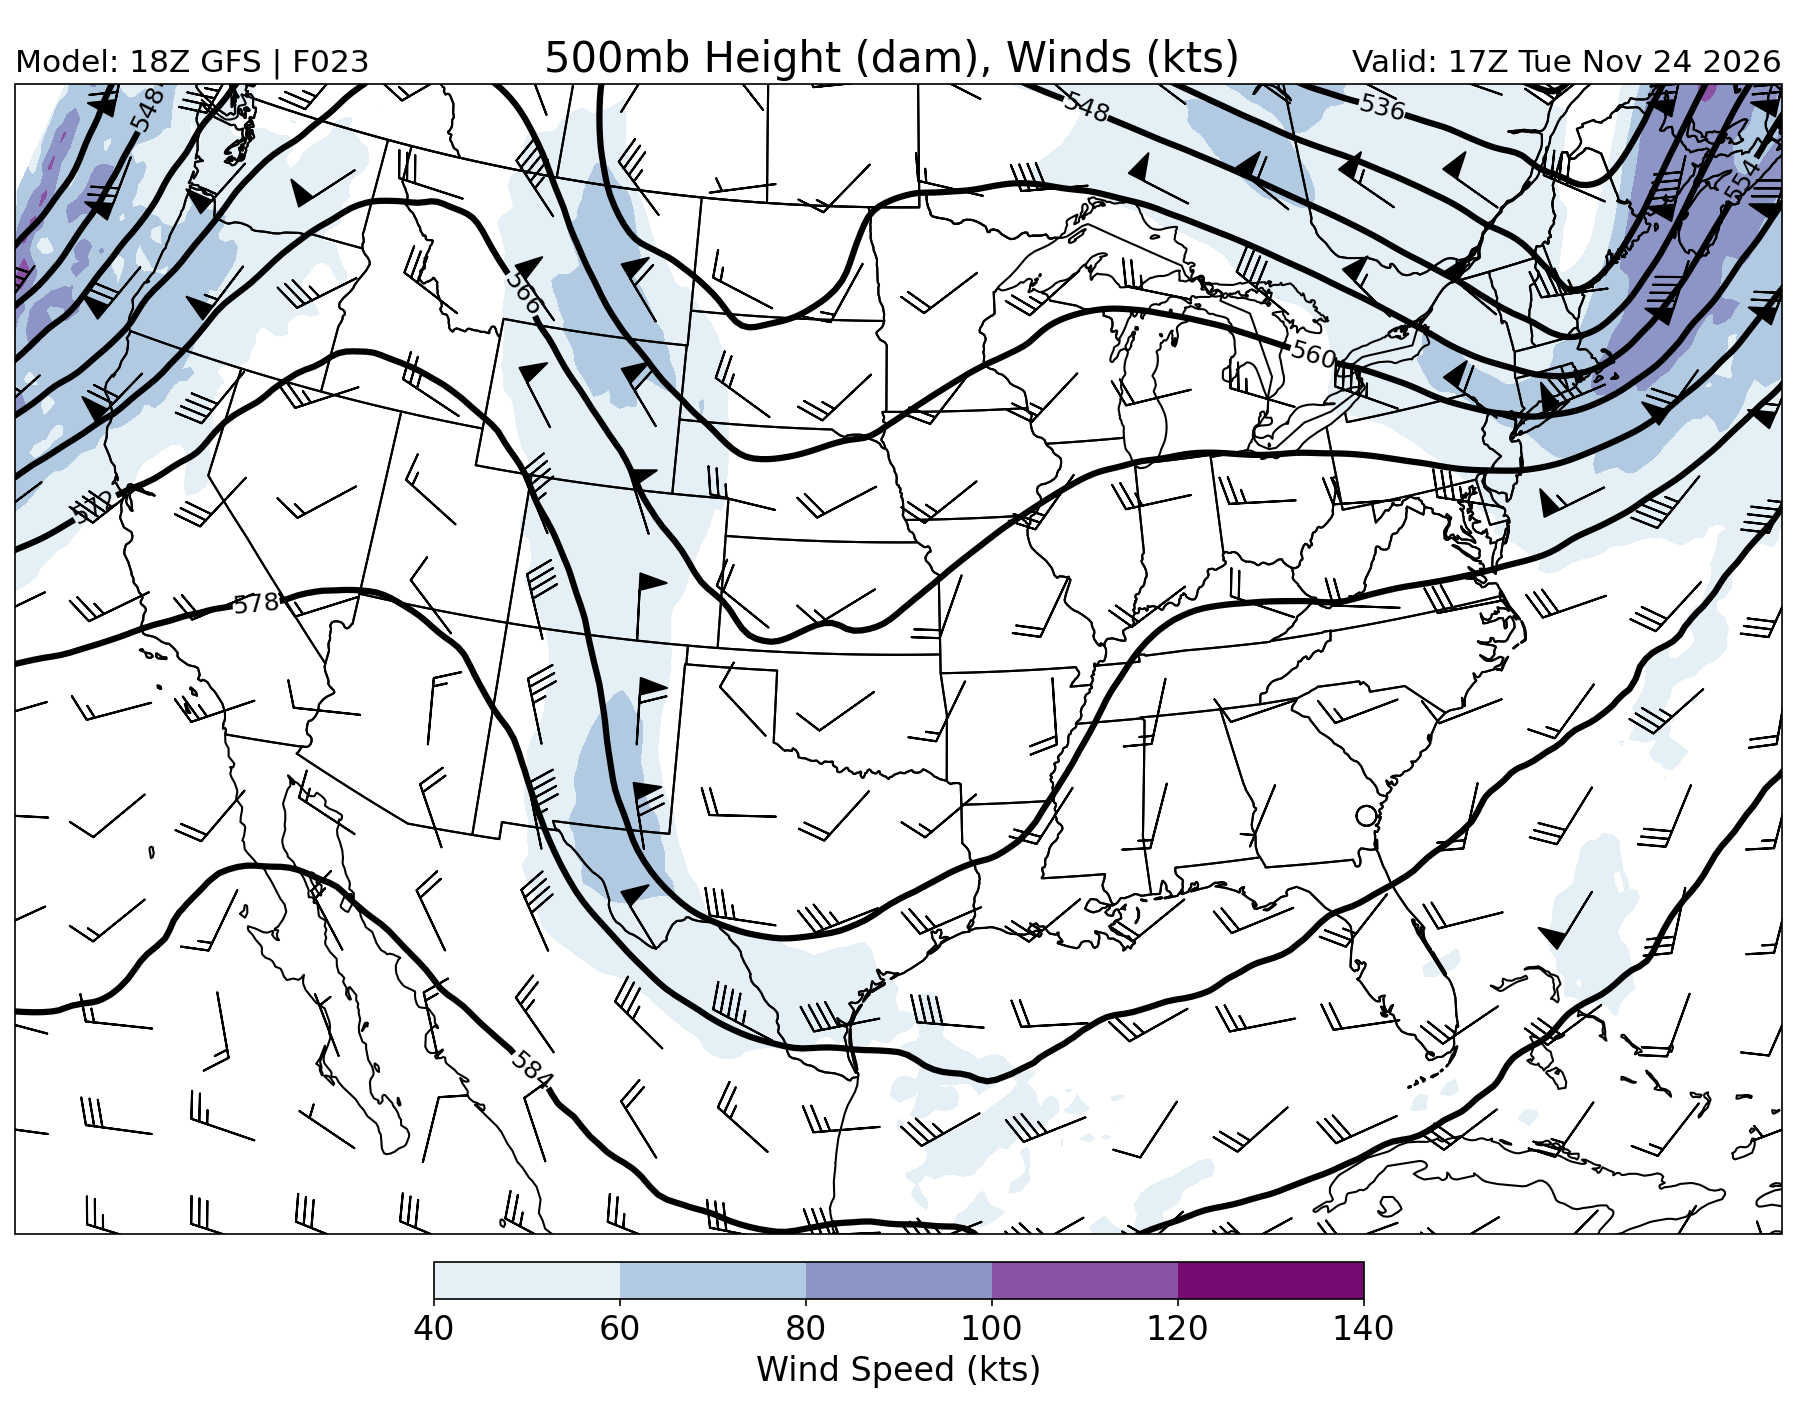 Model: 18Z GFS | F023
500mb Height (dam), Winds (kts)
Valid: 17Z Tue Nov 24 2026
548
548
536
554
566
560
572
578
584
40 60 80 100 120 140
Wind Speed (kts)